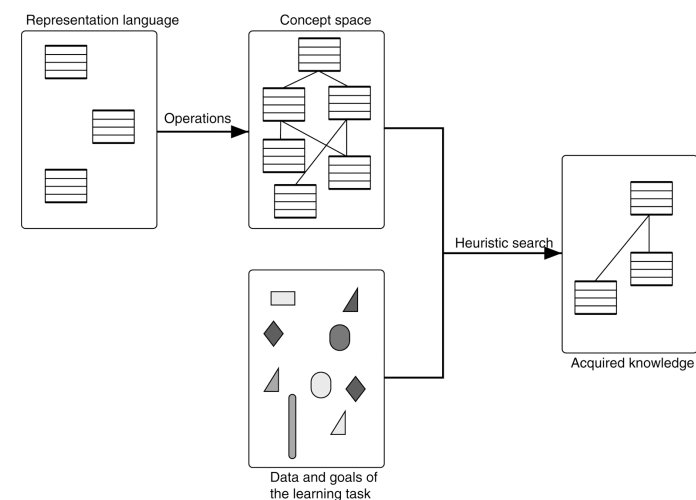 Representation language
Concept space
Operations
Heuristic search
Acquired knowledge
Data and goals of
the learning task